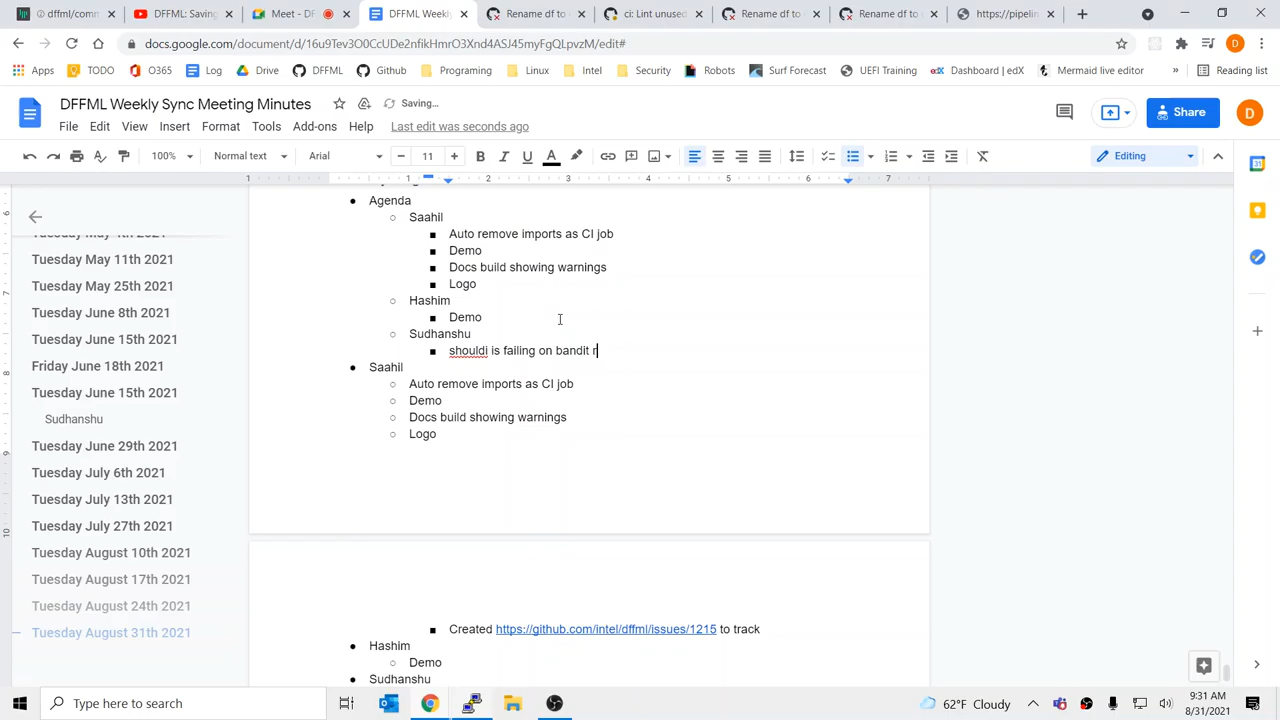 DFFML: Saving
Meet - DF
DFFML Week
Rename df to
ci: Lint unused
Rename df to
Rename df to
https://pipelin
docs.google.com/document/d/16u9Tev3O0CcUDe2nfikHmrO3Xnd4ASU45myFgQLpvzM/edit#
Apps TODO O365 Log Drive DFFML Github Programing Linux Intel Security Robots Surf Forecast UEFI Training Dashboard | edX Mermaid live editor » Reading list
DFFML Weekly Sync Meeting Minutes Saving…
File Edit View Insert Format Tools Add-ons Help Last edit was seconds ago
Share D
100% Normal text Arial 11 Editing
1 1 2 3 4 5 6 7
Agenda
Saahil
Auto remove imports as CI job
Demo
Docs build showing warnings
Logo
Hashim
Demo
Sudhanshu
shouldi is failing on bandit r
Saahil
Auto remove imports as CI job
Demo
Docs build showing warnings
Logo
Created https://github.com/intel/dffml/issues/1215 to track
Hashim
Demo
Sudhanshu
Tuesday May 11th 2021
Tuesday May 25th 2021
Tuesday June 8th 2021
Tuesday June 15th 2021
Friday June 18th 2021
Tuesday June 15th 2021
Sudhanshu
Tuesday June 29th 2021
Tuesday July 6th 2021
Tuesday July 13th 2021
Tuesday July 27th 2021
Tuesday August 10th 2021
Tuesday August 17th 2021
Tuesday August 24th 2021
Tuesday August 31th 2021
Type here to search
62°F Cloudy
9:31 AM
8/31/2021